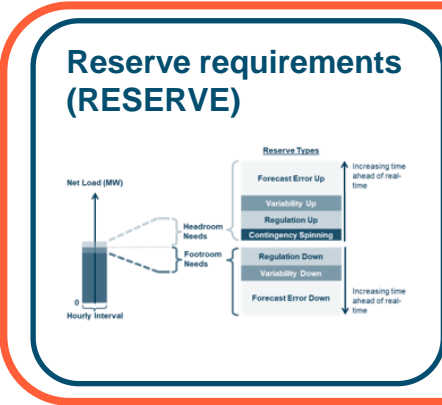 Reserve requirements
(RESERVE)
Reserve Types
Net Load (MW)
0
Hourly Interval
Headroom
Needs
Footroom
Needs
Forecast Error Up
Variability Up
Regulation Up
Contingency Spinning
Regulation Down
Variability Down
Forecast Error Down
Increasing time
ahead of real-
time
Increasing time
ahead of real-
time